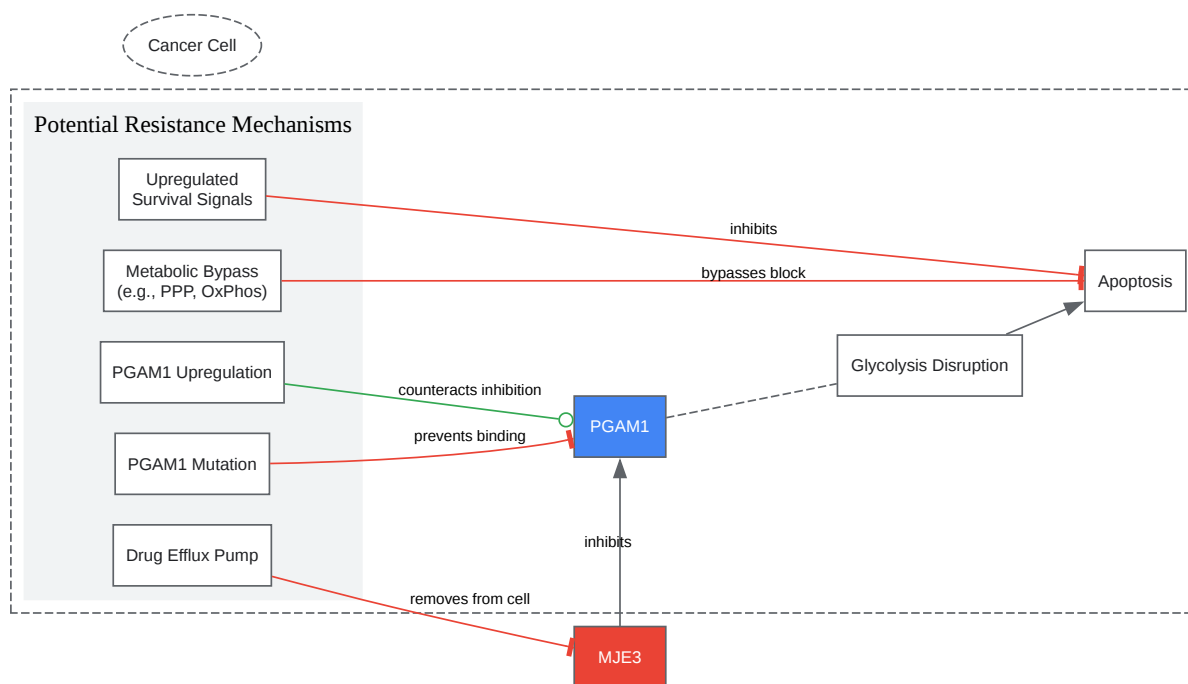 Cancer Cell
Potential Resistance Mechanisms
Upregulated
Survival Signals
inhibits
Metabolic Bypass
(e.g., PPP, OxPhos)
bypasses block
Apoptosis
Glycolysis Disruption
PGAM1 Upregulation
counteracts inhibition
PGAM1
prevents binding
PGAM1 Mutation
inhibits
Drug Efflux Pump
removes from cell
MJE3